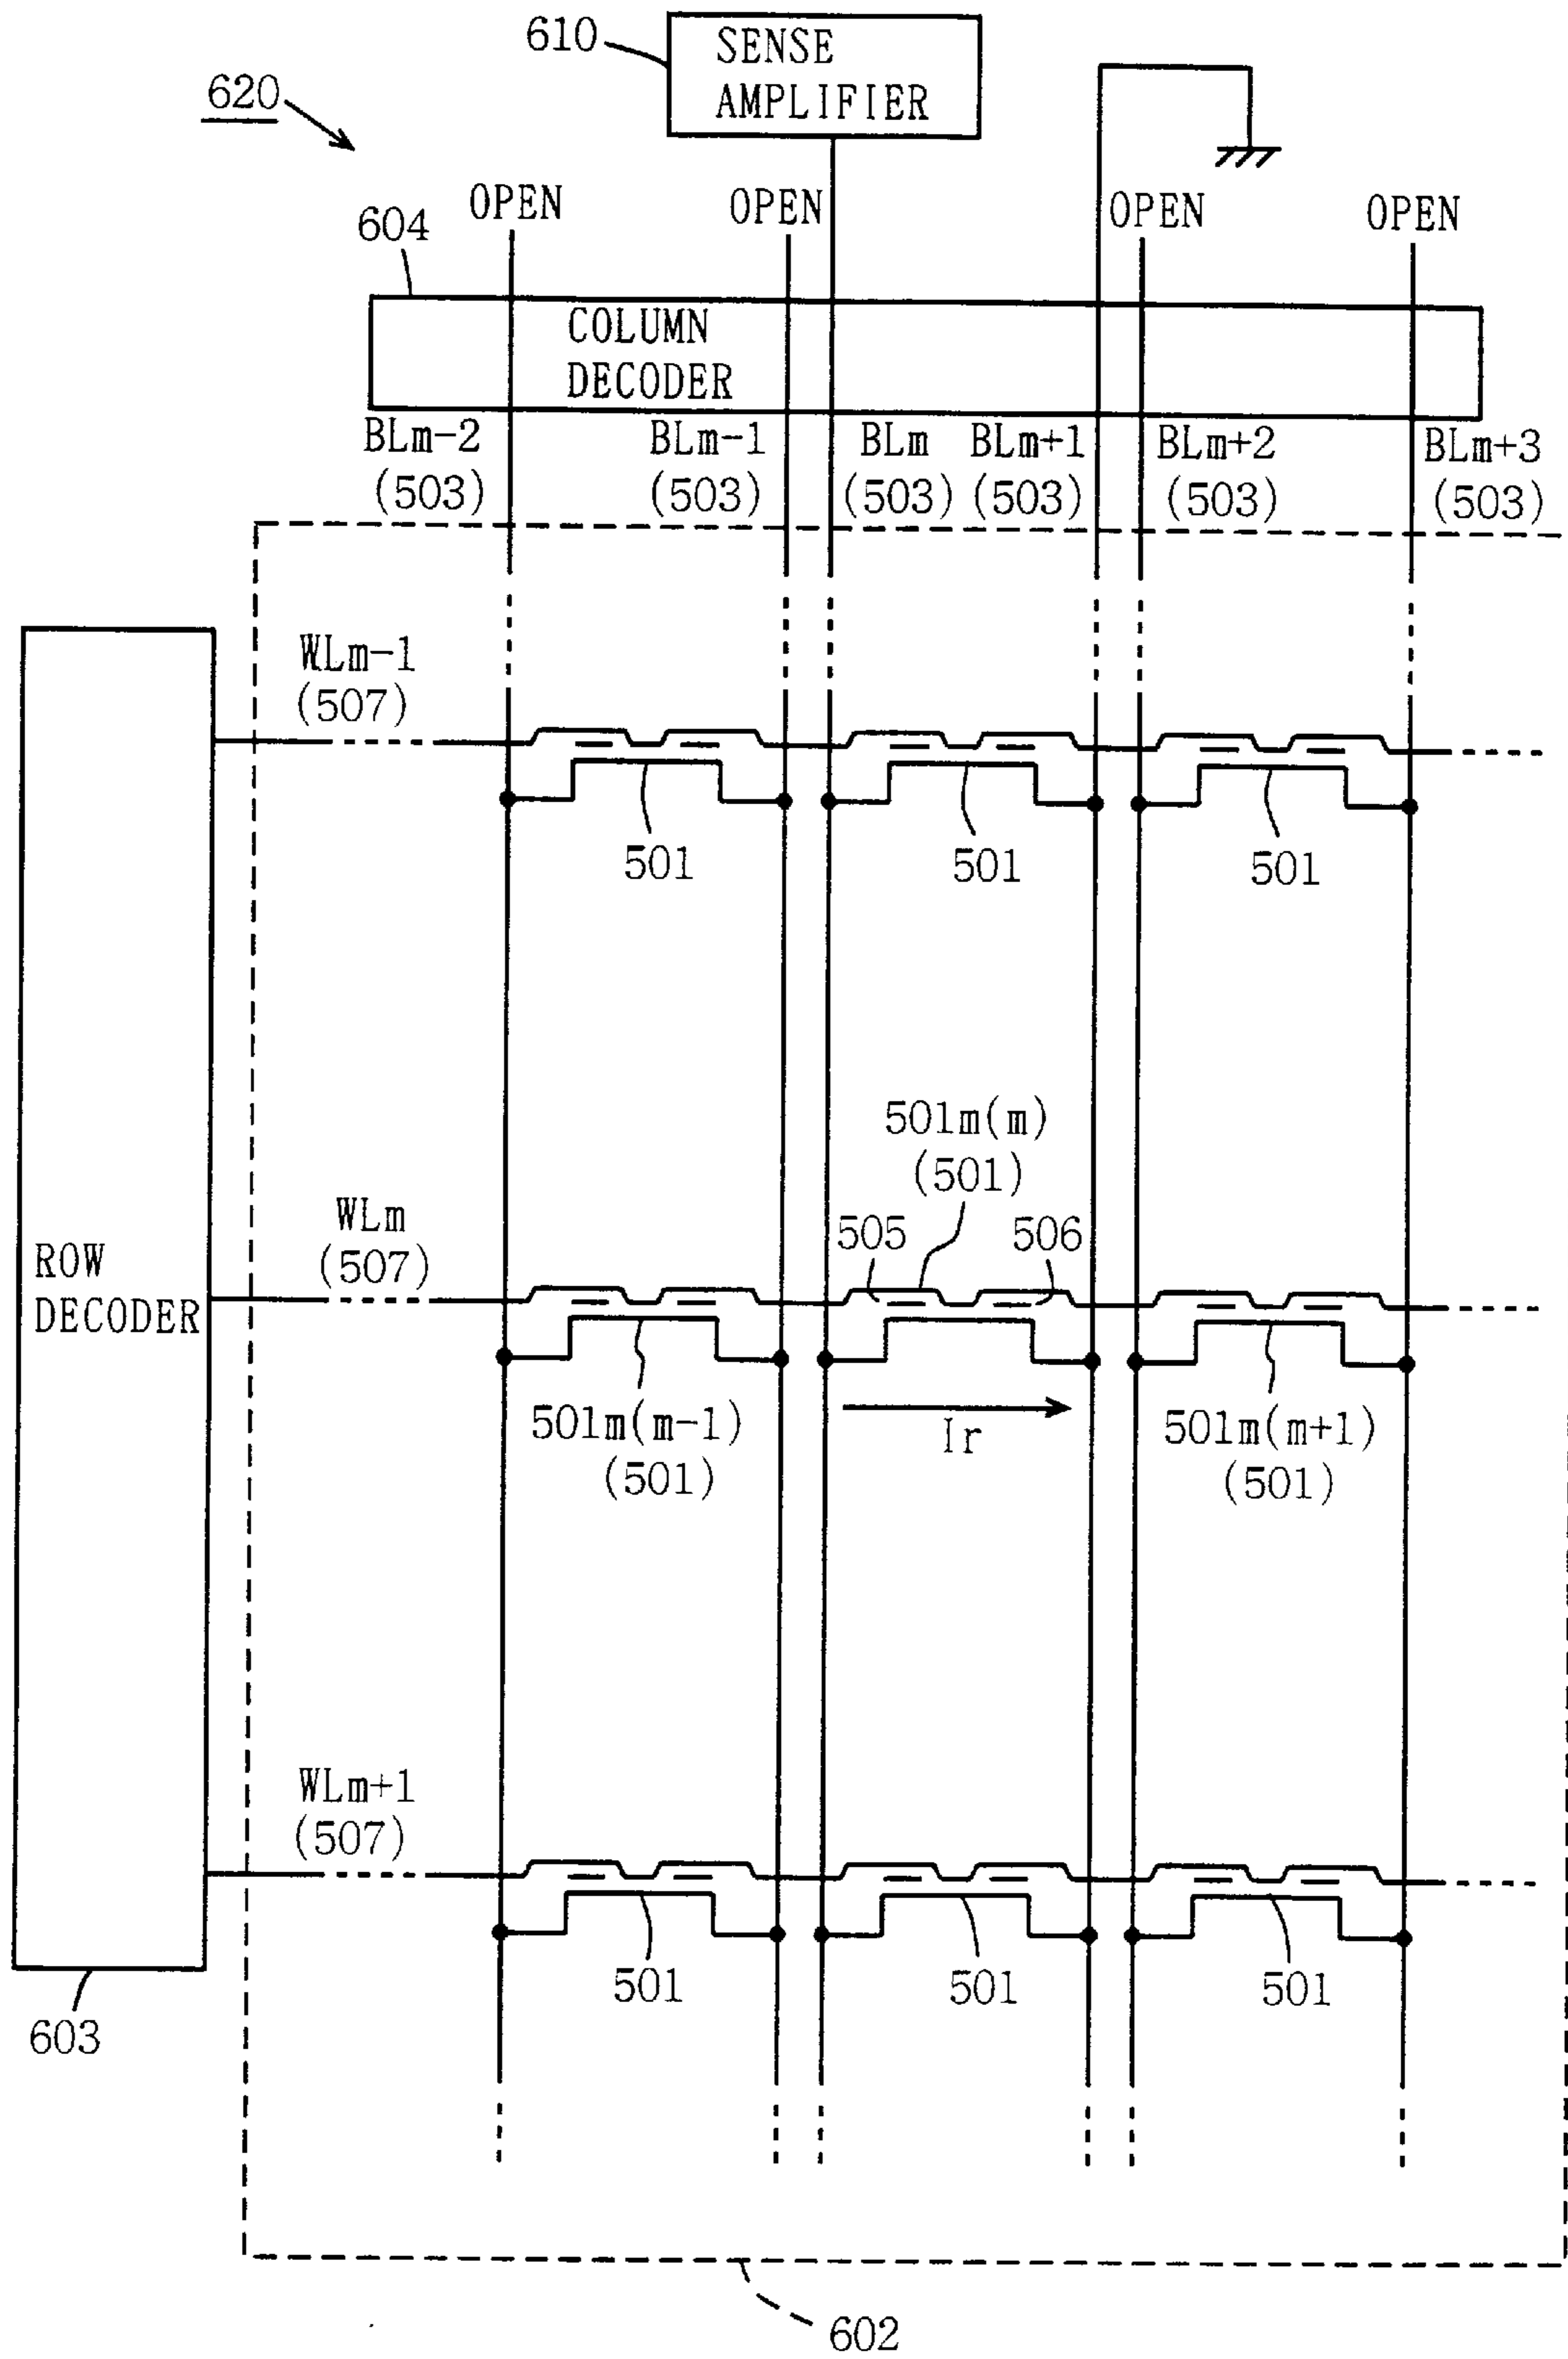 610
SENSE
AMPLIFIER
620
OPEN
OPEN
OPEN
OPEN
604
COLUMN
DECODER
BLm-2
(503)
BLm-1
(503)
BLm
(503)
BLm+1
(503)
BLm+2
(503)
BLm+3
(503)
WLm-1
(507)
501
501
501
501m(m)
(501)
505
506
WLm
(507)
ROW
DECODER
501m(m-1)
(501)
Ir
501m(m+1)
(501)
WLm+1
(507)
501
501
501
603
602